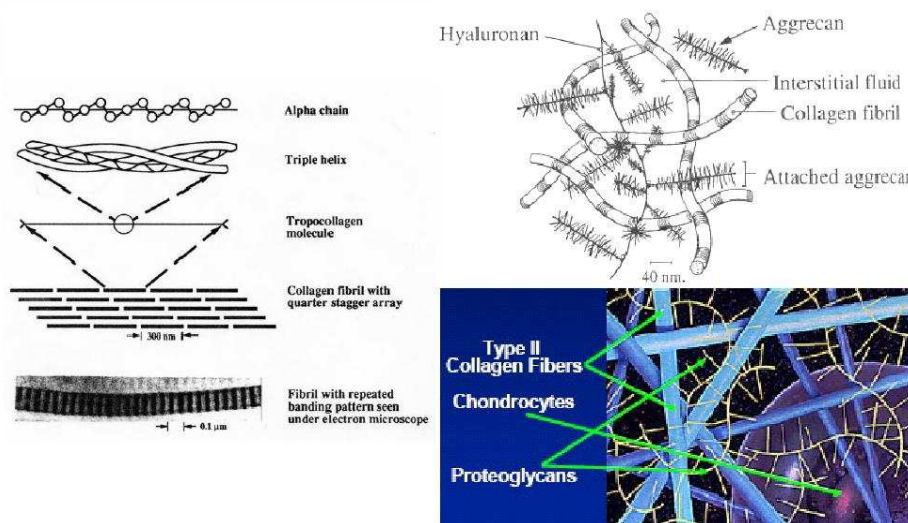 Alpha chain
Triple helix
Tropocollagen
molecule
Collagen fibril with
quarter stagger array
300 nm
Fibril with repeated
banding pattern seen
under electron microscope
0.1 µm
Hyaluronan
Aggrecan
Interstitial fluid
Collagen fibril
Attached aggrecan
40 nm.
Type II
Collagen Fibers
Chondrocytes
Proteoglycans